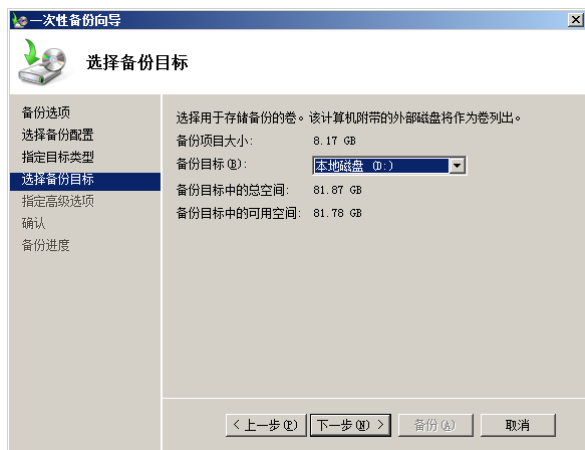 一次性备份向导
选择备份目标
备份选项
选择备份配置
指定目标类型
选择备份目标
指定高级选项
确认
备份进度
选择用于存储备份的卷。该计算机附带的外部磁盘将作为卷列出。
备份项目大小: 8.17 GB
备份目标(B): 本地磁盘 (D:)
备份目标中的总空间: 81.87 GB
备份目标中的可用空间: 81.78 GB
< 上一步(P) 下一步(N) > 备份(A) 取消